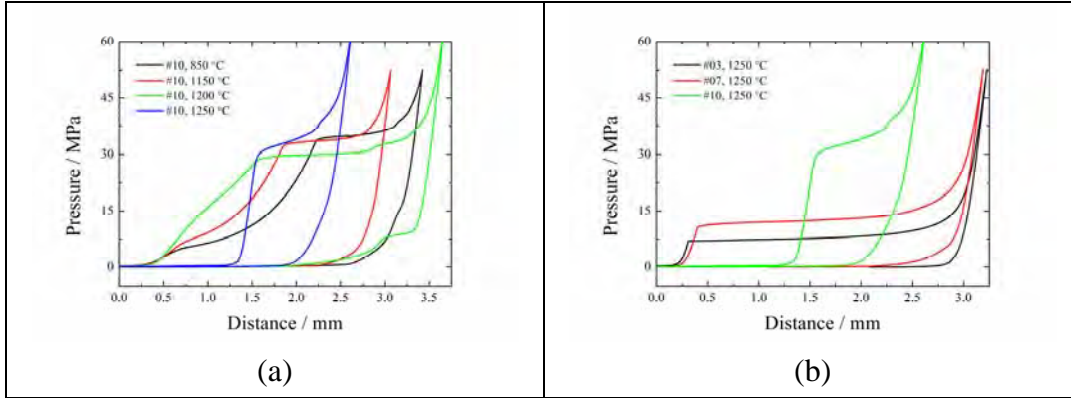 60
45
30
15
0
Pressure / MPa
#10, 850 °C
#10, 1150 °C
#10, 1200 °C
#10, 1250 °C
0.0 0.5 1.0 1.5 2.0 2.5 3.0 3.5
Distance / mm
(a)
60
45
30
15
0
Pressure / MPa
#03, 1250 °C
#07, 1250 °C
#10, 1250 °C
0.0 0.5 1.0 1.5 2.0 2.5 3.0
Distance / mm
(b)